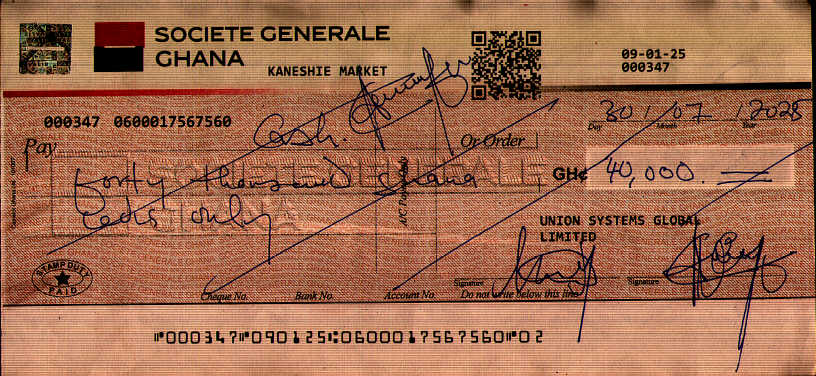 SOCIETE GENERALE
GHANA
KANESHIE MARKET
09-01-25
000347
000347 0600017567560
30 / 07 / 2025
Day Month Year
Pay Cash. Or Order
A/C Payee Only
forty thousand ghana
cedis only
GH¢ 40,000. =
UNION SYSTEMS GLOBAL
LIMITED
STAMP DUTY
PAID
Signature Signature
Cheque No. Bank No. Account No. Do not write below this line
⑈000347⑈090125⑆0600017567560⑈02